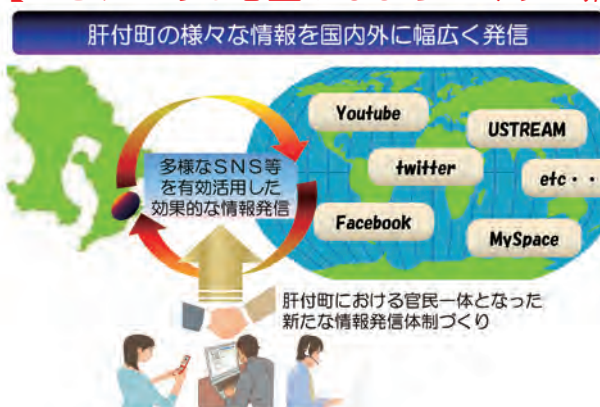 肝付町の様々な情報を国内外に幅広く発信
Youtube
USTREAM
twitter
etc・・
Facebook
MySpace
多様なSNS等
を有効活用した
効果的な情報発信
肝付町における官民一体となった
新たな情報発信体制づくり